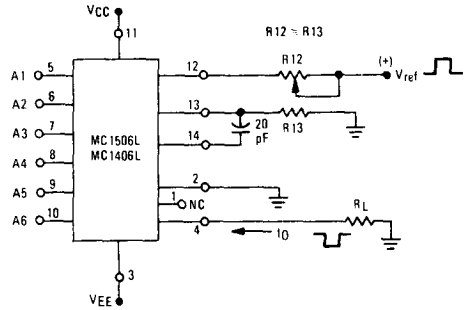 VCC
11
R12 ≈ R13
A1 5
12
R12
(+)
Vref
A2 6
A3 7
13
20 pF
R13
MC1506L
MC1406L
14
A4 8
A5 9
2
1 NC
A6 10
4
IO
RL
3
VEE